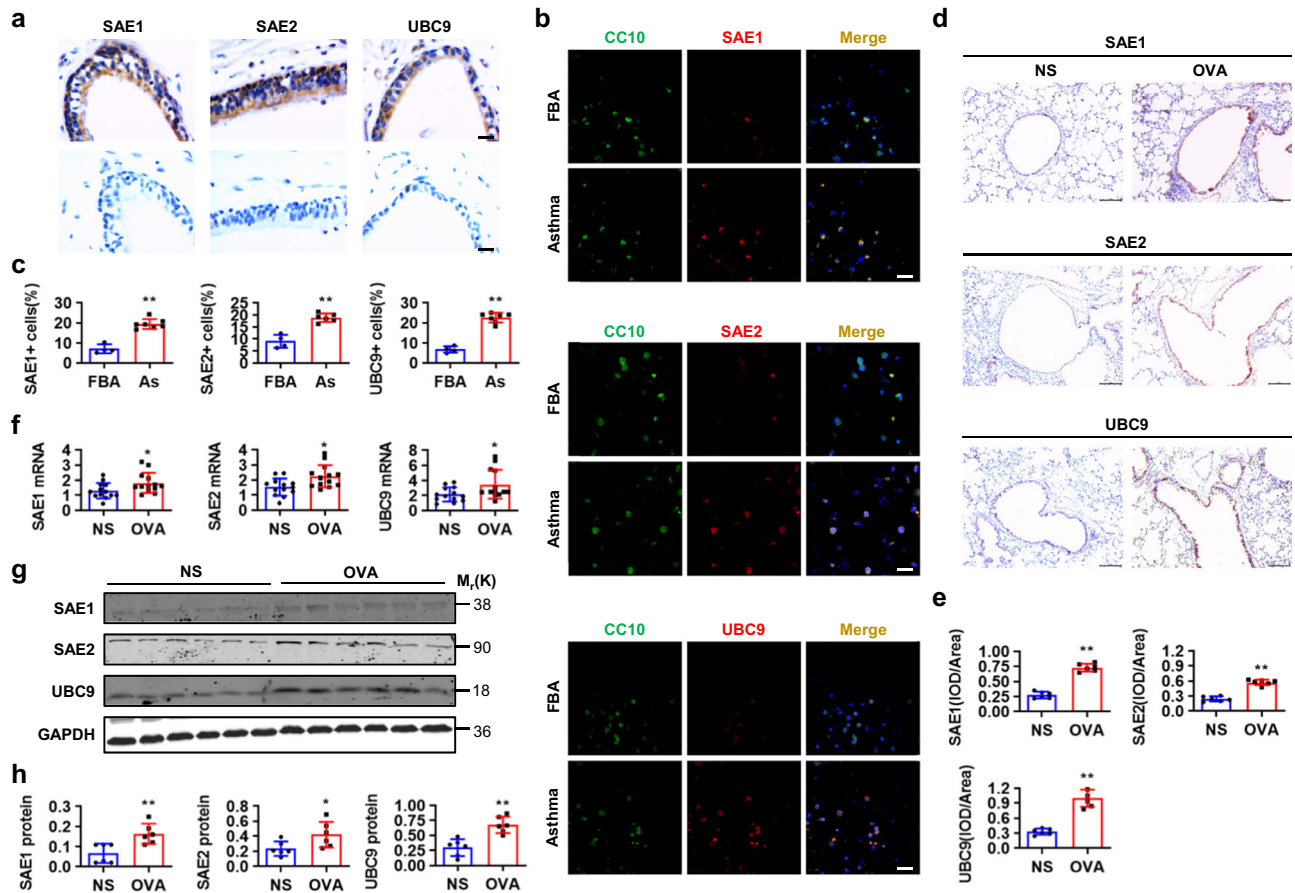 a
SAE1 SAE2 UBC9
b
CC10 SAE1 Merge
FBA
Asthma
CC10 SAE2 Merge
FBA
Asthma
CC10 UBC9 Merge
FBA
Asthma
c
SAE1+ cells(%)
30
20
10
0
**
FBA As
SAE2+ cells(%)
25
20
15
10
5
0
**
FBA As
UBC9+ cells(%)
30
20
10
0
**
FBA As
d
SAE1
NS OVA
SAE2
UBC9
e
SAE1(IOD/Area)
1.00
0.75
0.50
0.25
0.00
**
NS OVA
SAE2(IOD/Area)
1.2
0.9
0.6
0.3
0.0
**
NS OVA
UBC9(IOD/Area)
1.2
0.9
0.6
0.3
0.0
**
NS OVA
f
SAE1 mRNA
4
3
2
1
0
*
NS OVA
SAE2 mRNA
4
3
2
1
0
*
NS OVA
UBC9 mRNA
8
6
4
2
0
*
NS OVA
g
NS OVA Mr(K)
SAE1 38
SAE2 90
UBC9 18
GAPDH 36
h
SAE1 protein
0.3
0.2
0.1
0.0
**
NS OVA
SAE2 protein
0.8
0.6
0.4
0.2
0.0
*
NS OVA
UBC9 protein
1.00
0.75
0.50
0.25
0.00
**
NS OVA